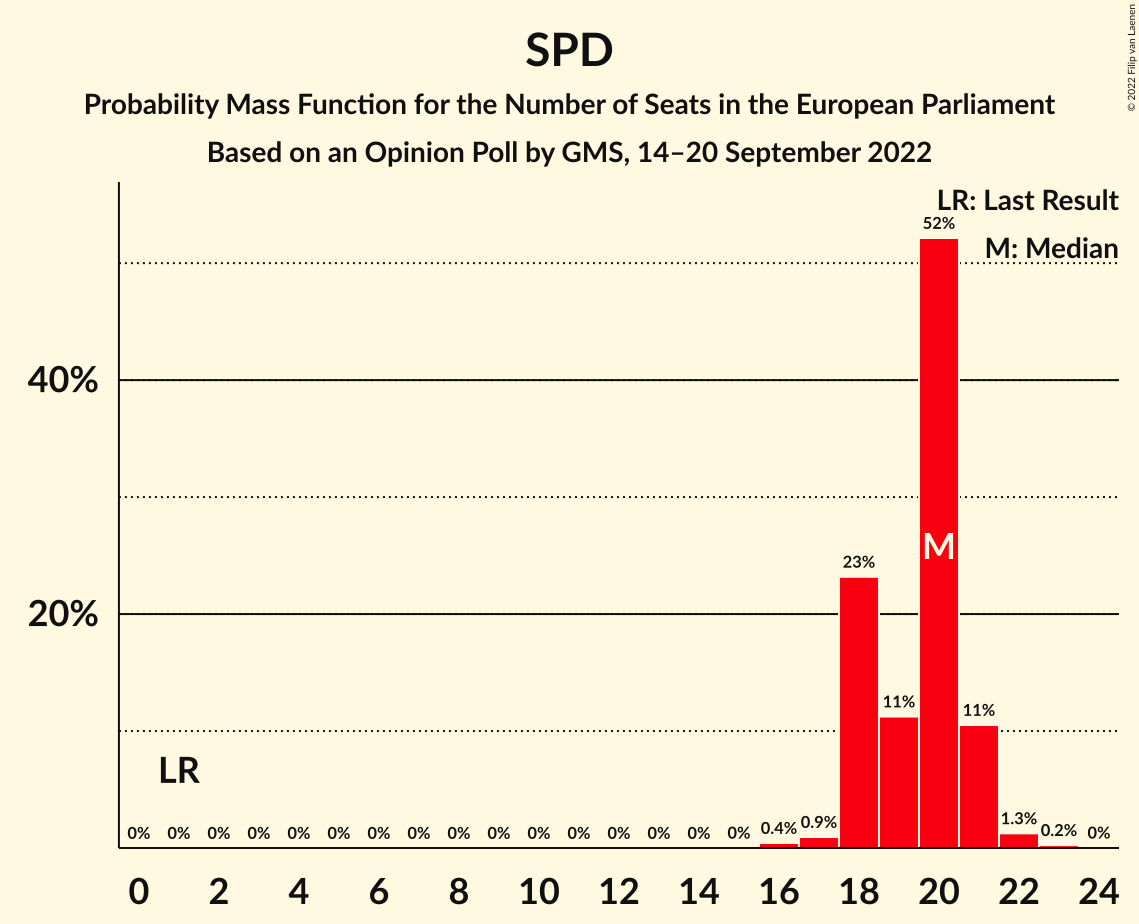 SPD
Probability Mass Function for the Number of Seats in the European Parliament
Based on an Opinion Poll by GMS, 14–20 September 2022
© 2022 Filip van Laenen
LR: Last Result
M: Median
52%
40%
M
23%
20%
11%
11%
LR
0% 0% 0% 0% 0% 0% 0% 0% 0% 0% 0% 0% 0% 0% 0% 0% 0.4% 0.9% 1.3% 0.2% 0%
0 2 4 6 8 10 12 14 16 18 20 22 24